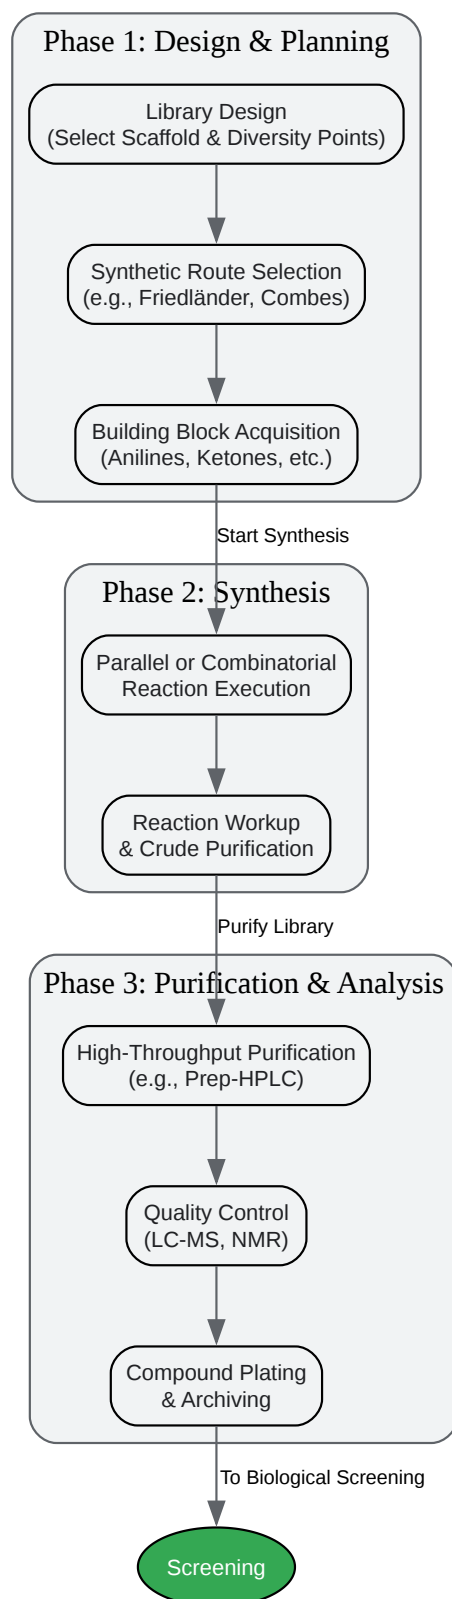 Phase 1: Design & Planning
Library Design
(Select Scaffold & Diversity Points)
Synthetic Route Selection
(e.g., Friedländer, Combes)
Building Block Acquisition
(Anilines, Ketones, etc.)
Start Synthesis
Phase 2: Synthesis
Parallel or Combinatorial
Reaction Execution
Reaction Workup
& Crude Purification
Purify Library
Phase 3: Purification & Analysis
High-Throughput Purification
(e.g., Prep-HPLC)
Quality Control
(LC-MS, NMR)
Compound Plating
& Archiving
To Biological Screening
Screening